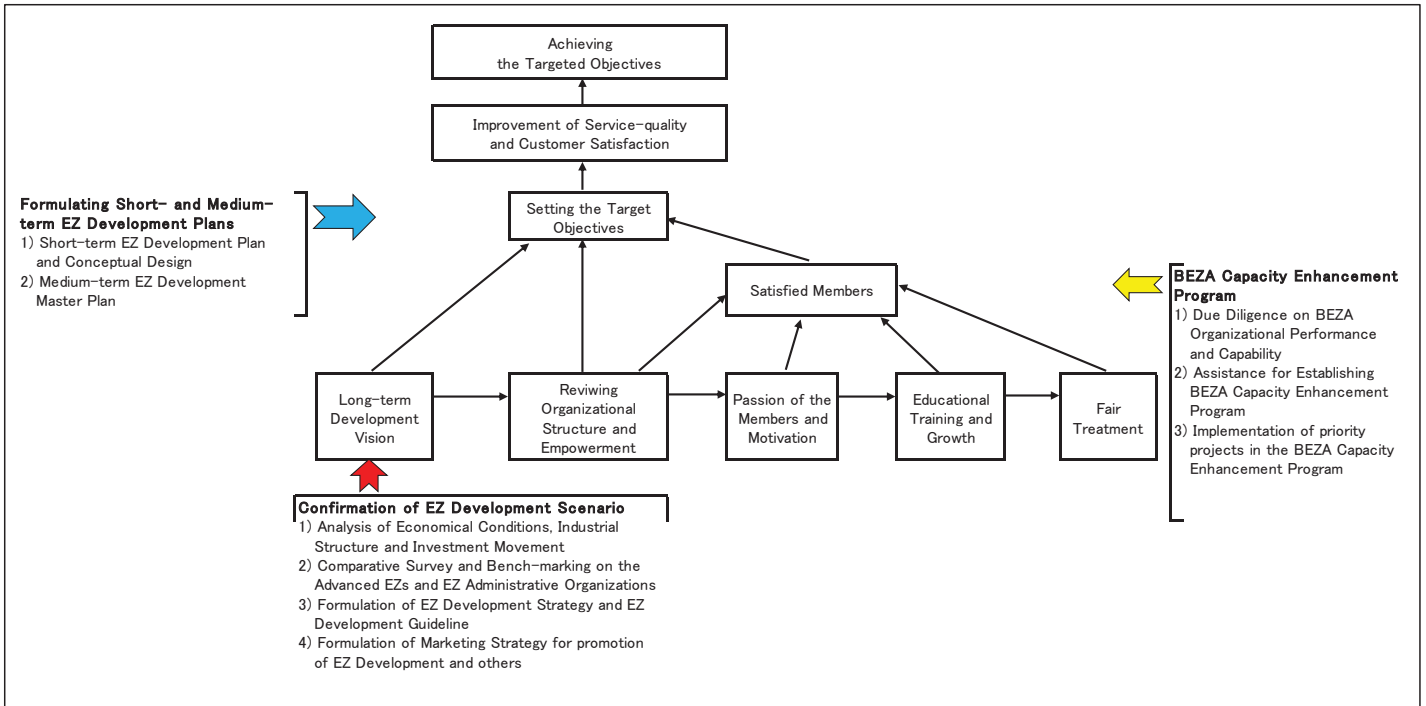 Achieving
the Targeted Objectives
Improvement of Service-quality
and Customer Satisfaction
Formulating Short- and Medium-
term EZ Development Plans
1) Short-term EZ Development Plan
and Conceptual Design
2) Medium-term EZ Development
Master Plan
Setting the Target
Objectives
Satisfied Members
BEZA Capacity Enhancement
Program
1) Due Diligence on BEZA
Organizational Performance
and Capability
2) Assistance for Establishing
BEZA Capacity Enhancement
Program
3) Implementation of priority
projects in the BEZA Capacity
Enhancement Program
Long-term
Development
Vision
Reviwing
Organizational
Structure and
Empowerment
Passion of the
Members and
Motivation
Educational
Training and
Growth
Fair
Treatment
Confirmation of EZ Development Scenario
1) Analysis of Economical Conditions, Industrial
Structure and Investment Movement
2) Comparative Survey and Bench-marking on the
Advanced EZs and EZ Administrative Organizations
3) Formulation of EZ Development Strategy and EZ
Development Guideline
4) Formulation of Marketing Strategy for promotion
of EZ Development and others